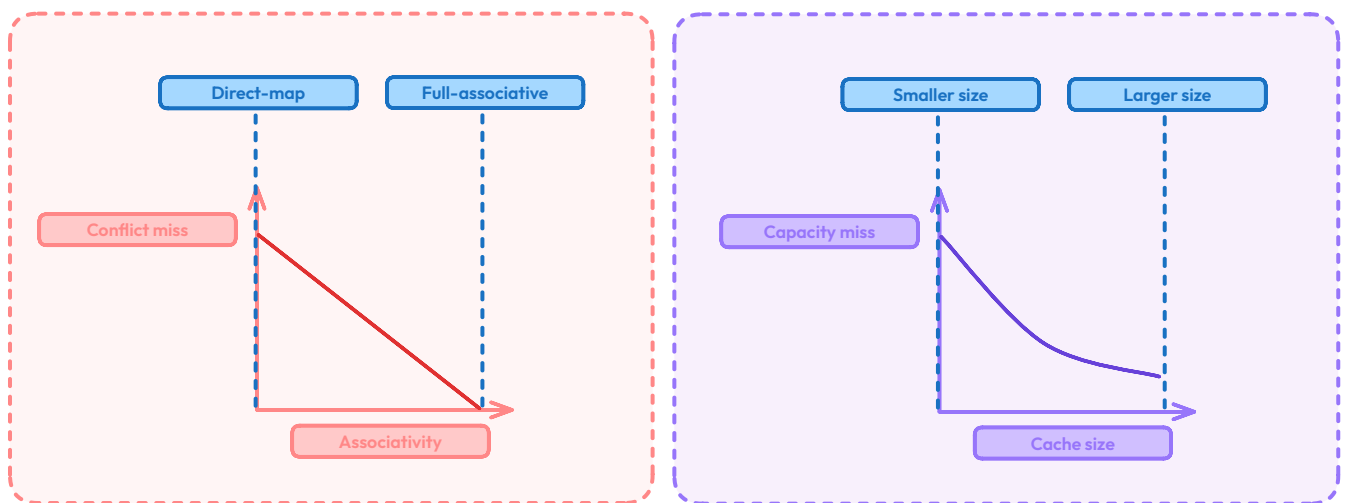 Direct-map
Full-associative
Conflict miss
Associativity
Smaller size
Larger size
Capacity miss
Cache size